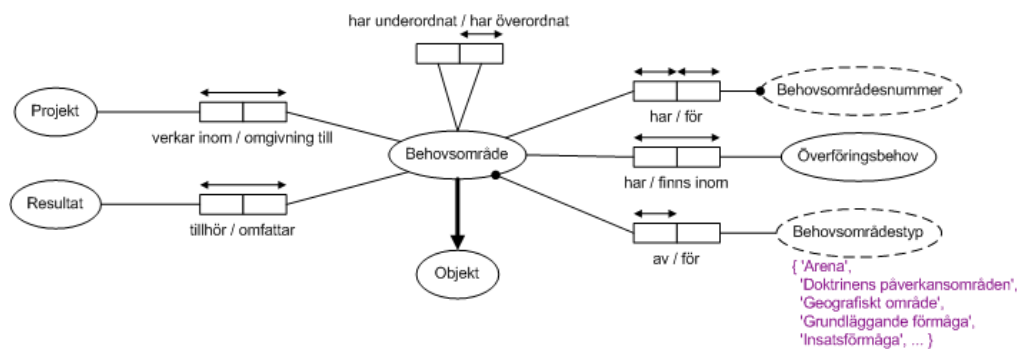 har underordnat / har överordnat
Projekt
verkar inom / omgivning till
Behovsområdesnummer
har / för
Behovsområde
Överföringsbehov
har / finns inom
Resultat
tillhör / omfattar
Behovsområdestyp
av / för
Objekt
{ 'Arena',
'Doktrinens påverkansområden',
'Geografiskt område',
'Grundläggande förmåga',
'Insatsförmåga', ... }